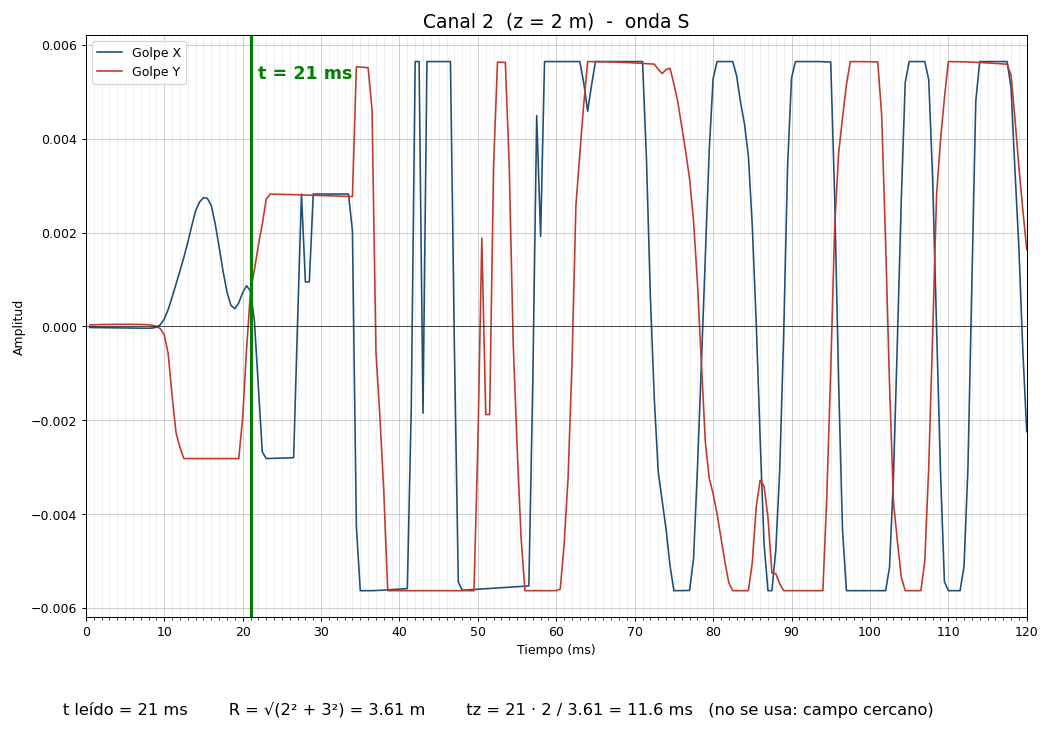 Canal 2  (z = 2 m)  -  onda S
Golpe X
Golpe Y
t = 21 ms
0.006
0.004
0.002
0.000
−0.002
−0.004
−0.006
Amplitud
0 10 20 30 40 50 60 70 80 90 100 110 120
Tiempo (ms)
t leído = 21 ms        R = √(2² + 3²) = 3.61 m        tz = 21 · 2 / 3.61 = 11.6 ms   (no se usa: campo cercano)